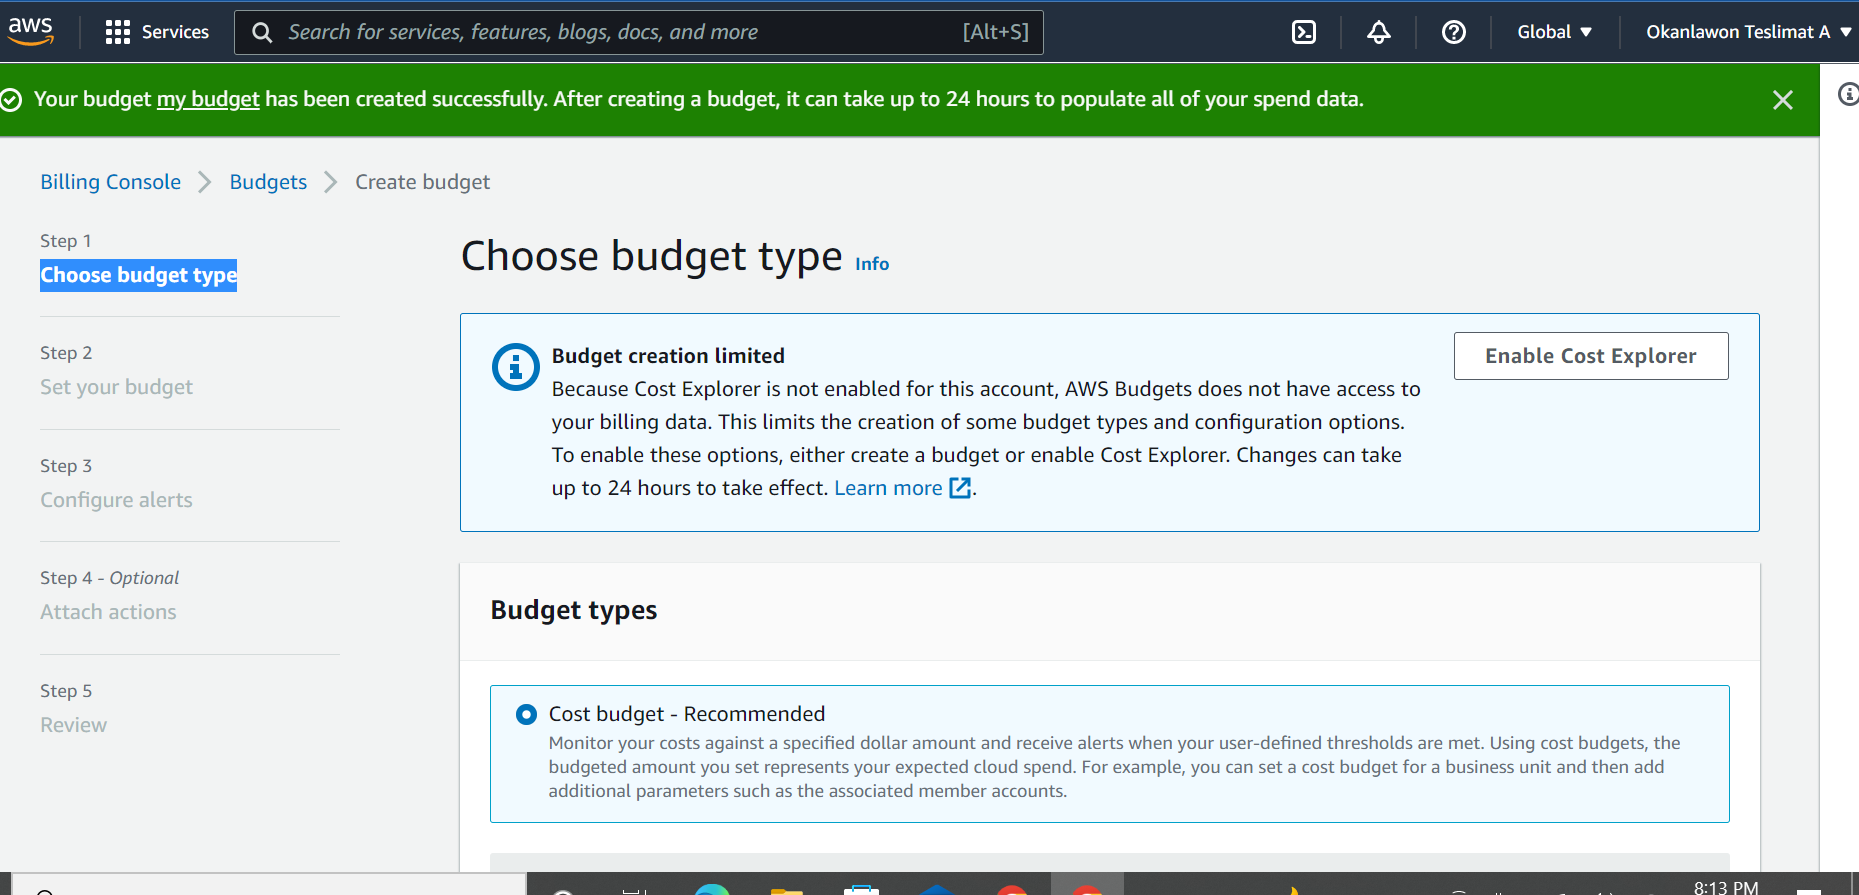 aws
Services
Search for services, features, blogs, docs, and more
[Alt+S]
Global
Okanlawon Teslimat A
Your budget my budget has been created successfully. After creating a budget, it can take up to 24 hours to populate all of your spend data.
Billing Console
Budgets
Create budget
Step 1
Choose budget type
Step 2
Set your budget
Step 3
Configure alerts
Step 4 - Optional
Attach actions
Step 5
Review
Choose budget type Info
Budget creation limited
Because Cost Explorer is not enabled for this account, AWS Budgets does not have access to
your billing data. This limits the creation of some budget types and configuration options.
To enable these options, either create a budget or enable Cost Explorer. Changes can take
up to 24 hours to take effect. Learn more.
Enable Cost Explorer
Budget types
Cost budget - Recommended
Monitor your costs against a specified dollar amount and receive alerts when your user-defined thresholds are met. Using cost budgets, the
budgeted amount you set represents your expected cloud spend. For example, you can set a cost budget for a business unit and then add
additional parameters such as the associated member accounts.
8:13 PM